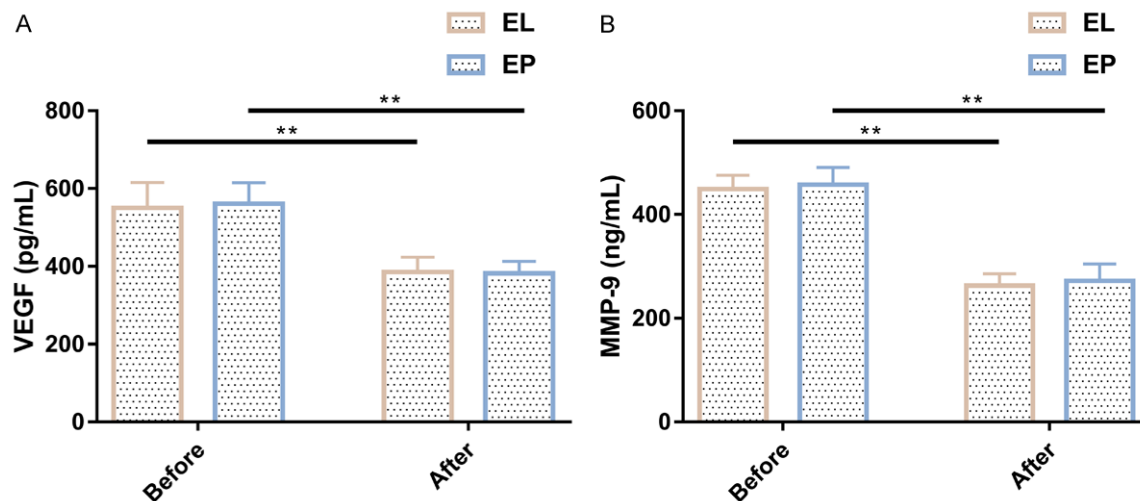 A
EL
EP
VEGF (pg/mL)
800
600
400
200
0
**
**
Before
After
B
EL
EP
MMP-9 (ng/mL)
600
400
200
0
**
**
Before
After